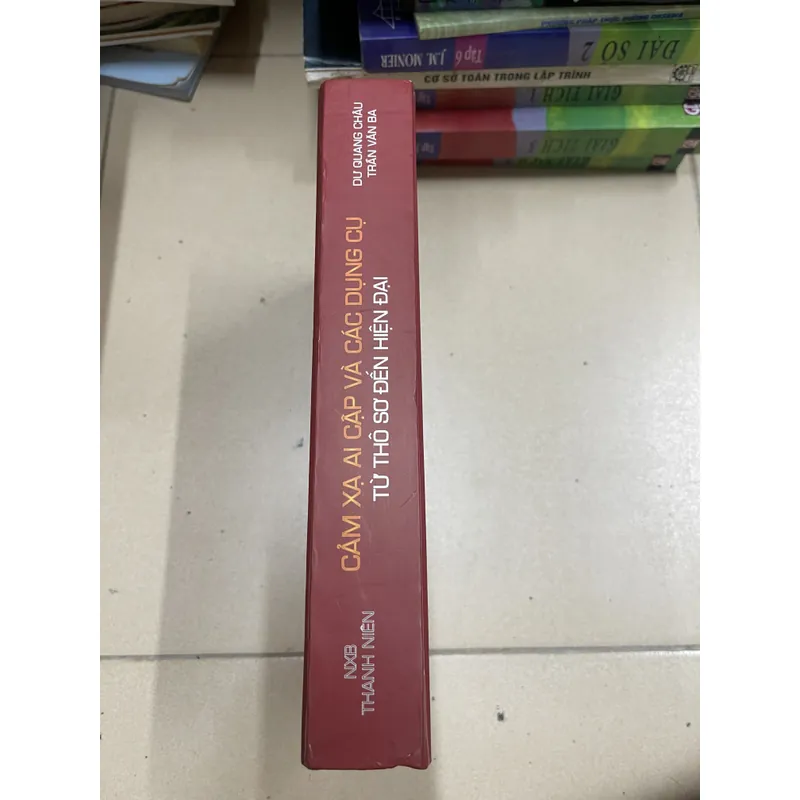 DƯ QUANG CHÂU
TRẦN VĂN BA
CẢM XẠ AI CẬP VÀ CÁC DỤNG CỤ
TỪ THÔ SƠ ĐẾN HIỆN ĐẠI
NXB
THANH NIÊN
ĐẠI SỐ 2
Tập 6
J.M. MONIER
CƠ SỞ TOÁN TRONG LẬP TRÌNH
GIẢI TÍCH 1
GIẢI TÍCH 3